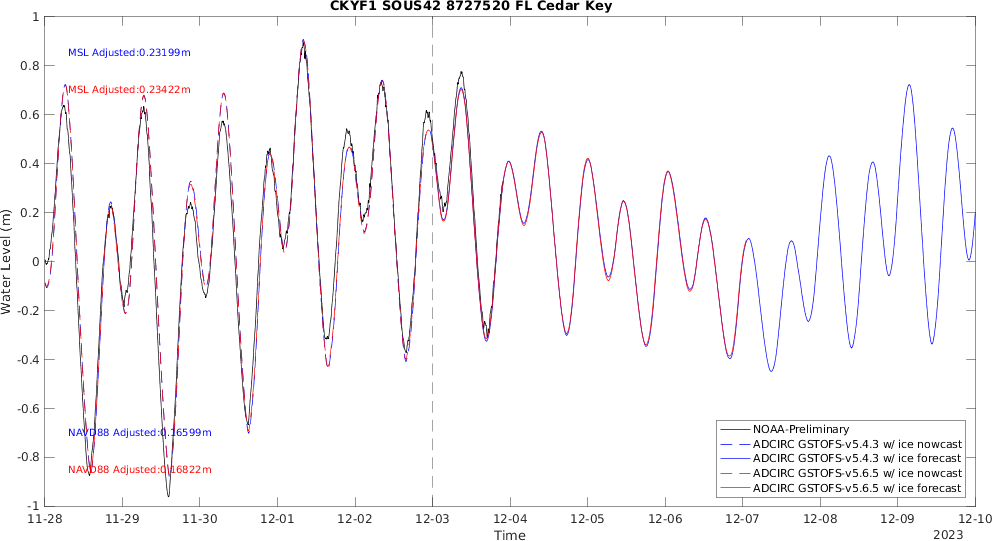 CKYF1 SOUS42 8727520 FL Cedar Key
1
0.8
0.6
0.4
0.2
0
-0.2
-0.4
-0.6
-0.8
-1
Water Level (m)
MSL Adjusted:0.23199m
MSL Adjusted:0.23422m
NAVD88 Adjusted:0.16599m
NAVD88 Adjusted:0.16822m
NOAA-Preliminary
ADCIRC GSTOFS-v5.4.3 w/ ice nowcast
ADCIRC GSTOFS-v5.4.3 w/ ice forecast
ADCIRC GSTOFS-v5.6.5 w/ ice nowcast
ADCIRC GSTOFS-v5.6.5 w/ ice forecast
11-28 11-29 11-30 12-01 12-02 12-03 12-04 12-05 12-06 12-07 12-08 12-09 12-10
Time
2023